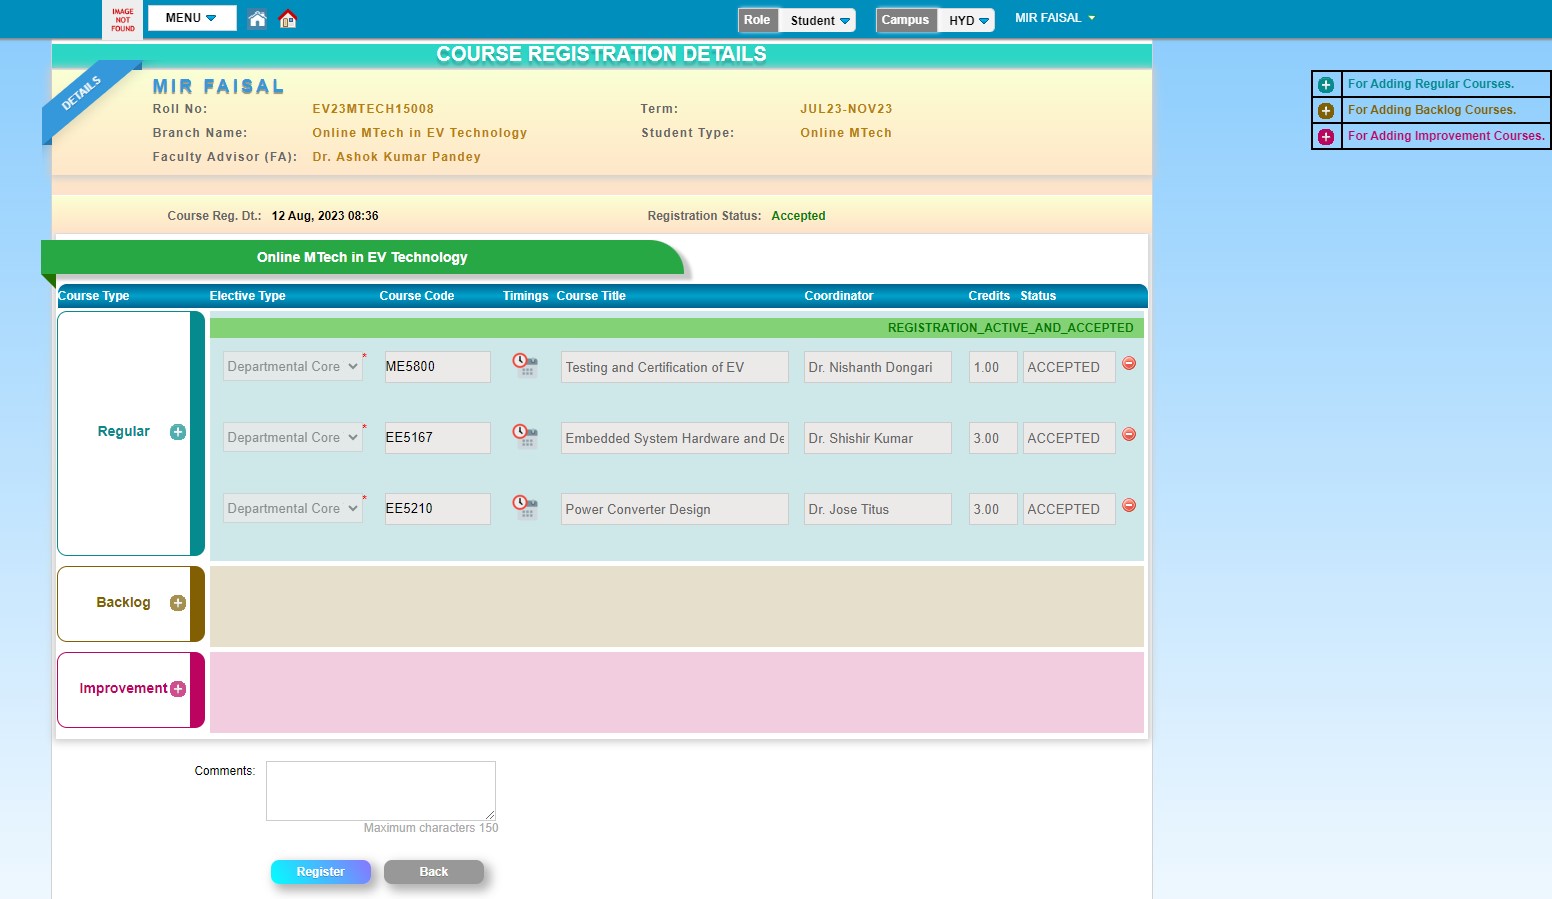 IMAGE
NOT
FOUND
MENU
Role Student
Campus HYD
MIR FAISAL
COURSE REGISTRATION DETAILS
DETAILS
MIR FAISAL
Roll No: EV23MTECH15008 Term: JUL23-NOV23
Branch Name: Online MTech in EV Technology Student Type: Online MTech
Faculty Advisor (FA): Dr. Ashok Kumar Pandey
For Adding Regular Courses.
For Adding Backlog Courses.
For Adding Improvement Courses.
Course Reg. Dt.: 12 Aug, 2023 08:36 Registration Status: Accepted
Online MTech in EV Technology
Course Type Elective Type Course Code Timings Course Title Coordinator Credits Status
REGISTRATION_ACTIVE_AND_ACCEPTED
Departmental Core * ME5800 Testing and Certification of EV Dr. Nishanth Dongari 1.00 ACCEPTED
Regular
Departmental Core * EE5167 Embedded System Hardware and De Dr. Shishir Kumar 3.00 ACCEPTED
Departmental Core * EE5210 Power Converter Design Dr. Jose Titus 3.00 ACCEPTED
Backlog
Improvement
Comments:
Maximum characters 150
Register Back